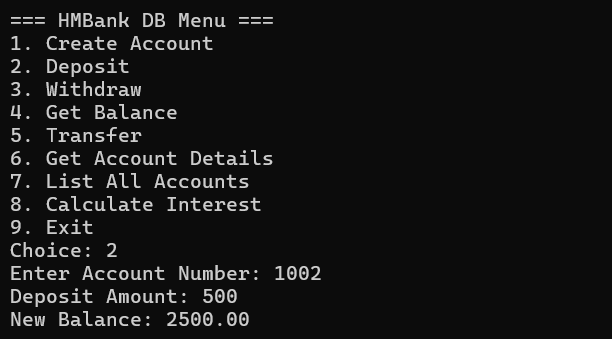 === HMBank DB Menu ===
1. Create Account
2. Deposit
3. Withdraw
4. Get Balance
5. Transfer
6. Get Account Details
7. List All Accounts
8. Calculate Interest
9. Exit
Choice: 2
Enter Account Number: 1002
Deposit Amount: 500
New Balance: 2500.00